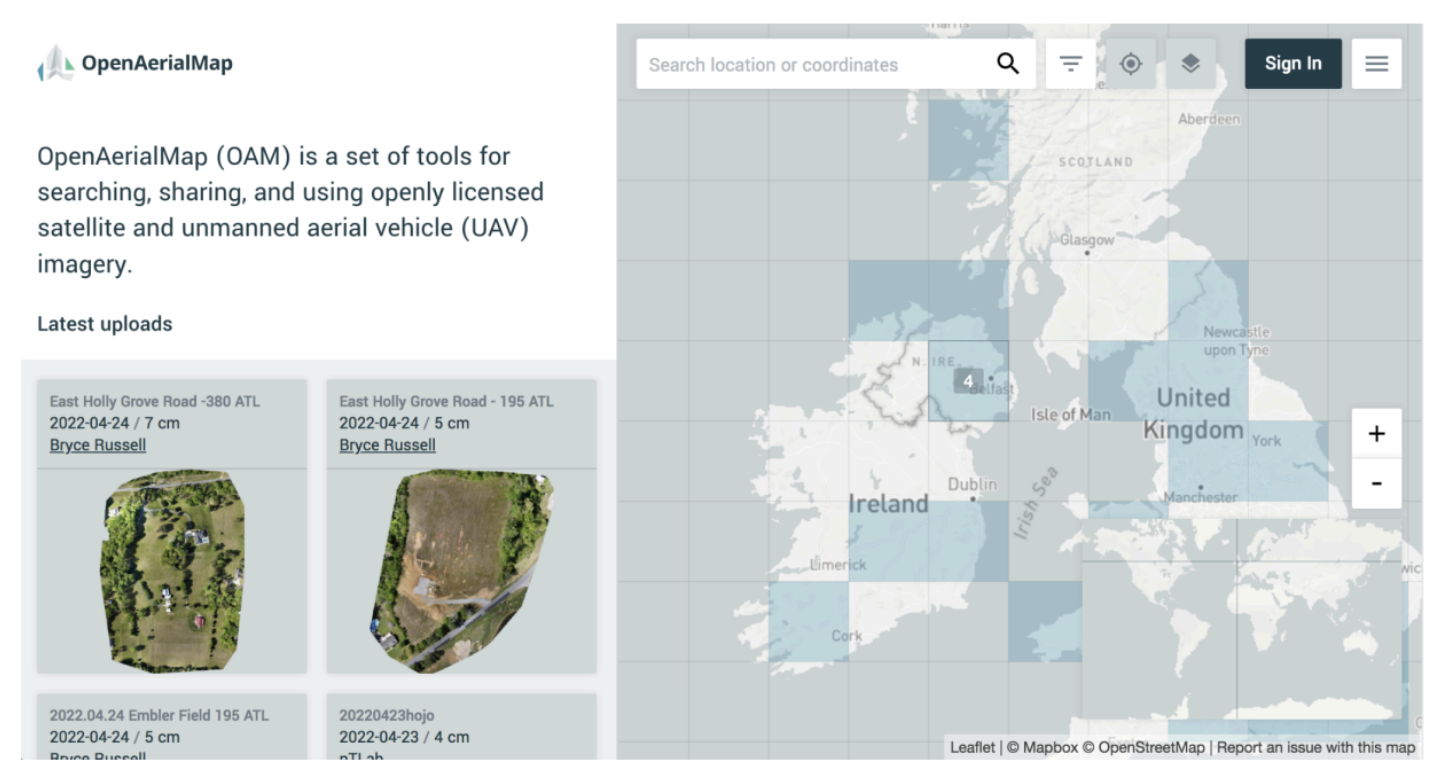 OpenAerialMap
OpenAerialMap (OAM) is a set of tools for
searching, sharing, and using openly licensed
satellite and unmanned aerial vehicle (UAV)
imagery.
Latest uploads
East Holly Grove Road -380 ATL
2022-04-24 / 7 cm
Bryce Russell
East Holly Grove Road - 195 ATL
2022-04-24 / 5 cm
Bryce Russell
2022.04.24 Embler Field 195 ATL
2022-04-24 / 5 cm
Bryce Russell
20220423hojo
2022-04-23 / 4 cm
nTLab
Search location or coordinates
Sign In
Aberdeen
SCOTLAND
Glasgow
Newcastle
upon Tyne
N. IRE.
4
Belfast
Isle of Man
United
Kingdom
York
+
-
Manchester
Dublin
Irish Sea
Ireland
Limerick
Cork
Leaflet | © Mapbox © OpenStreetMap | Report an issue with this map